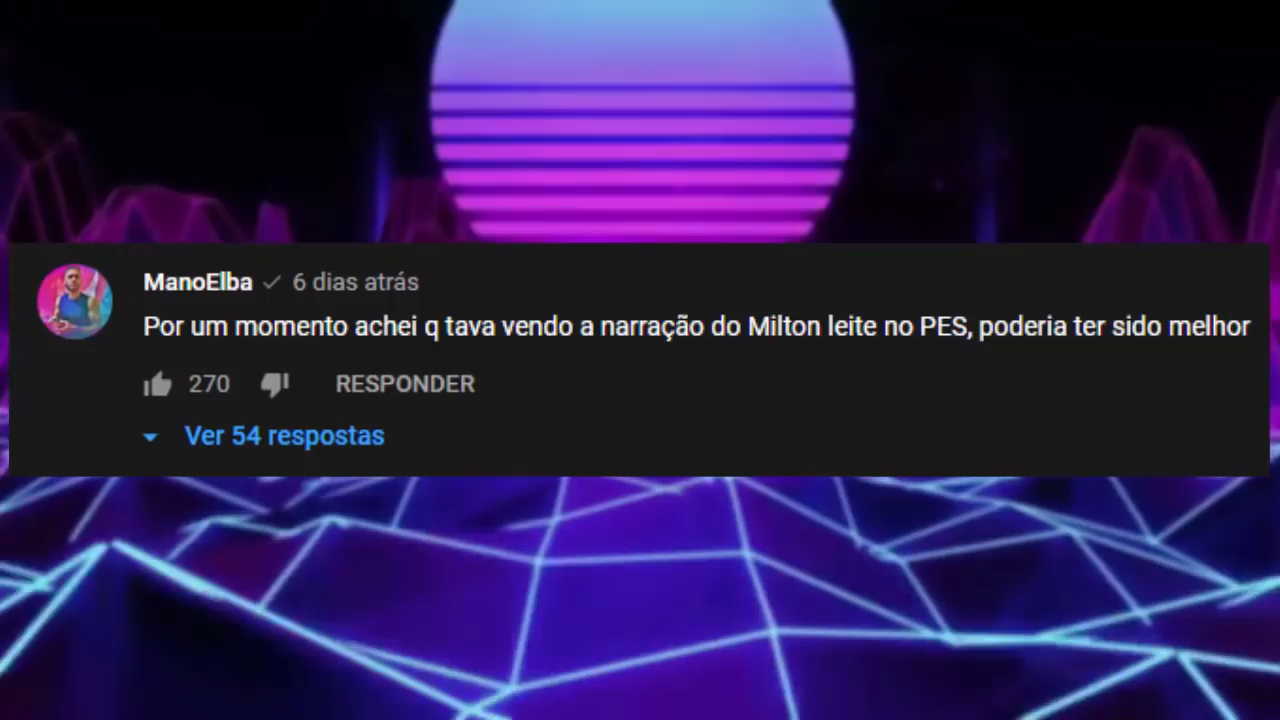 ManoElba 6 dias atrás
Por um momento achei q tava vendo a narração do Milton leite no PES, poderia ter sido melhor
270 RESPONDER
Ver 54 respostas